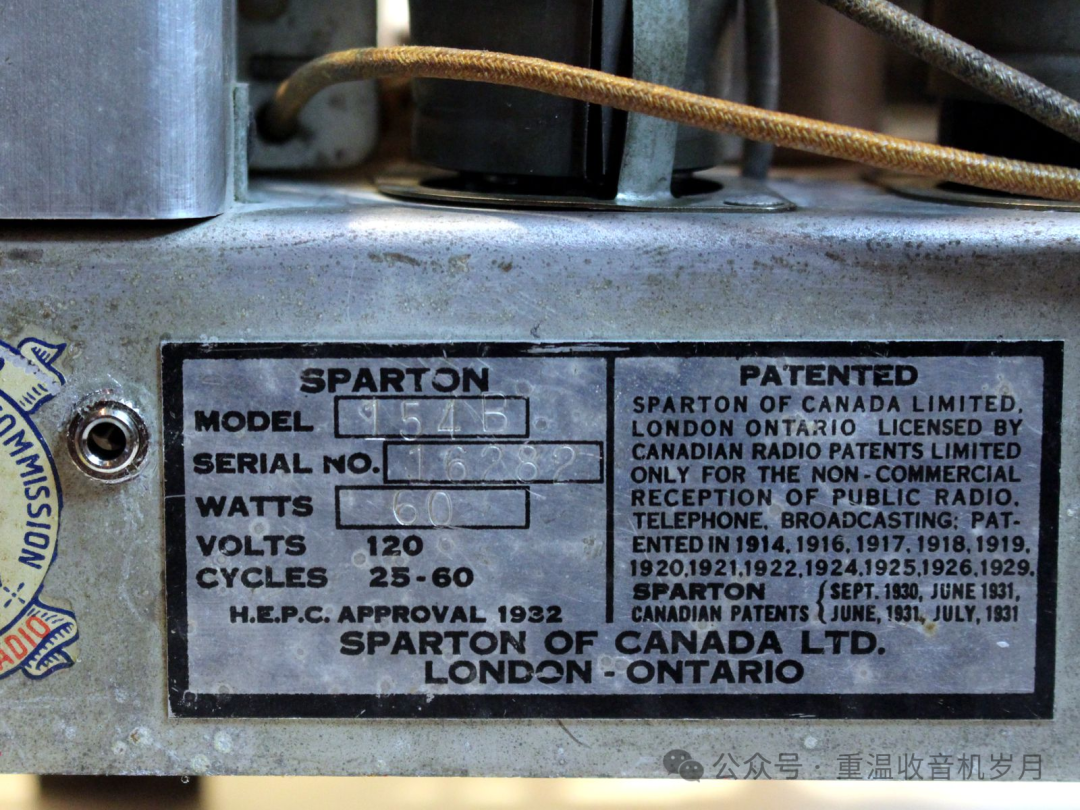 SPARTON
MODEL 154B
SERIAL NO. 16282
WATTS 60
VOLTS 120
CYCLES 25-60
H.E.P.C. APPROVAL 1932
PATENTED
SPARTON OF CANADA LIMITED,
LONDON ONTARIO LICENSED BY
CANADIAN RADIO PATENTS LIMITED
ONLY FOR THE NON-COMMERCIAL
RECEPTION OF PUBLIC RADIO.
TELEPHONE, BROADCASTING; PAT-
ENTED IN 1914, 1916, 1917, 1918, 1919,
1920,1921,1922,1924,1925,1926,1929.
SPARTON CANADIAN PATENTS { SEPT. 1930, JUNE 1931,
JUNE, 1931, JULY, 1931
SPARTON OF CANADA LTD.
LONDON - ONTARIO
COMMISSION
RADIO
公众号 · 重温收音机岁月